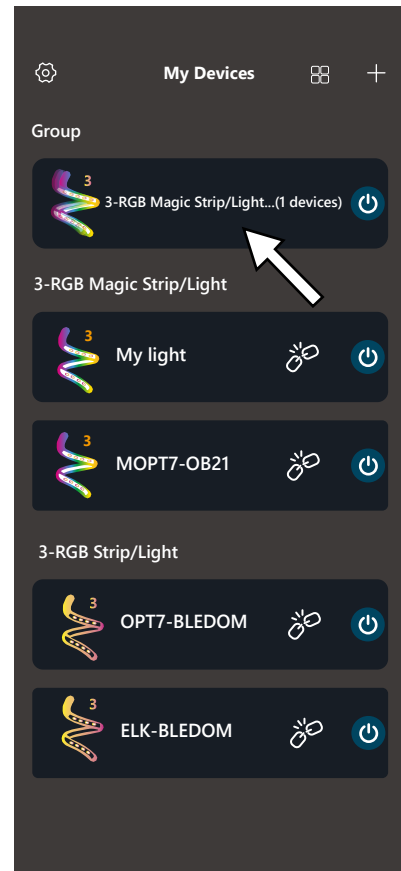 My Devices
Group
3
3-RGB Magic Strip/Light...(1 devices)
3-RGB Magic Strip/Light
3
My light
3
MOPT7-OB21
3-RGB Strip/Light
3
OPT7-BLEDOM
3
ELK-BLEDOM